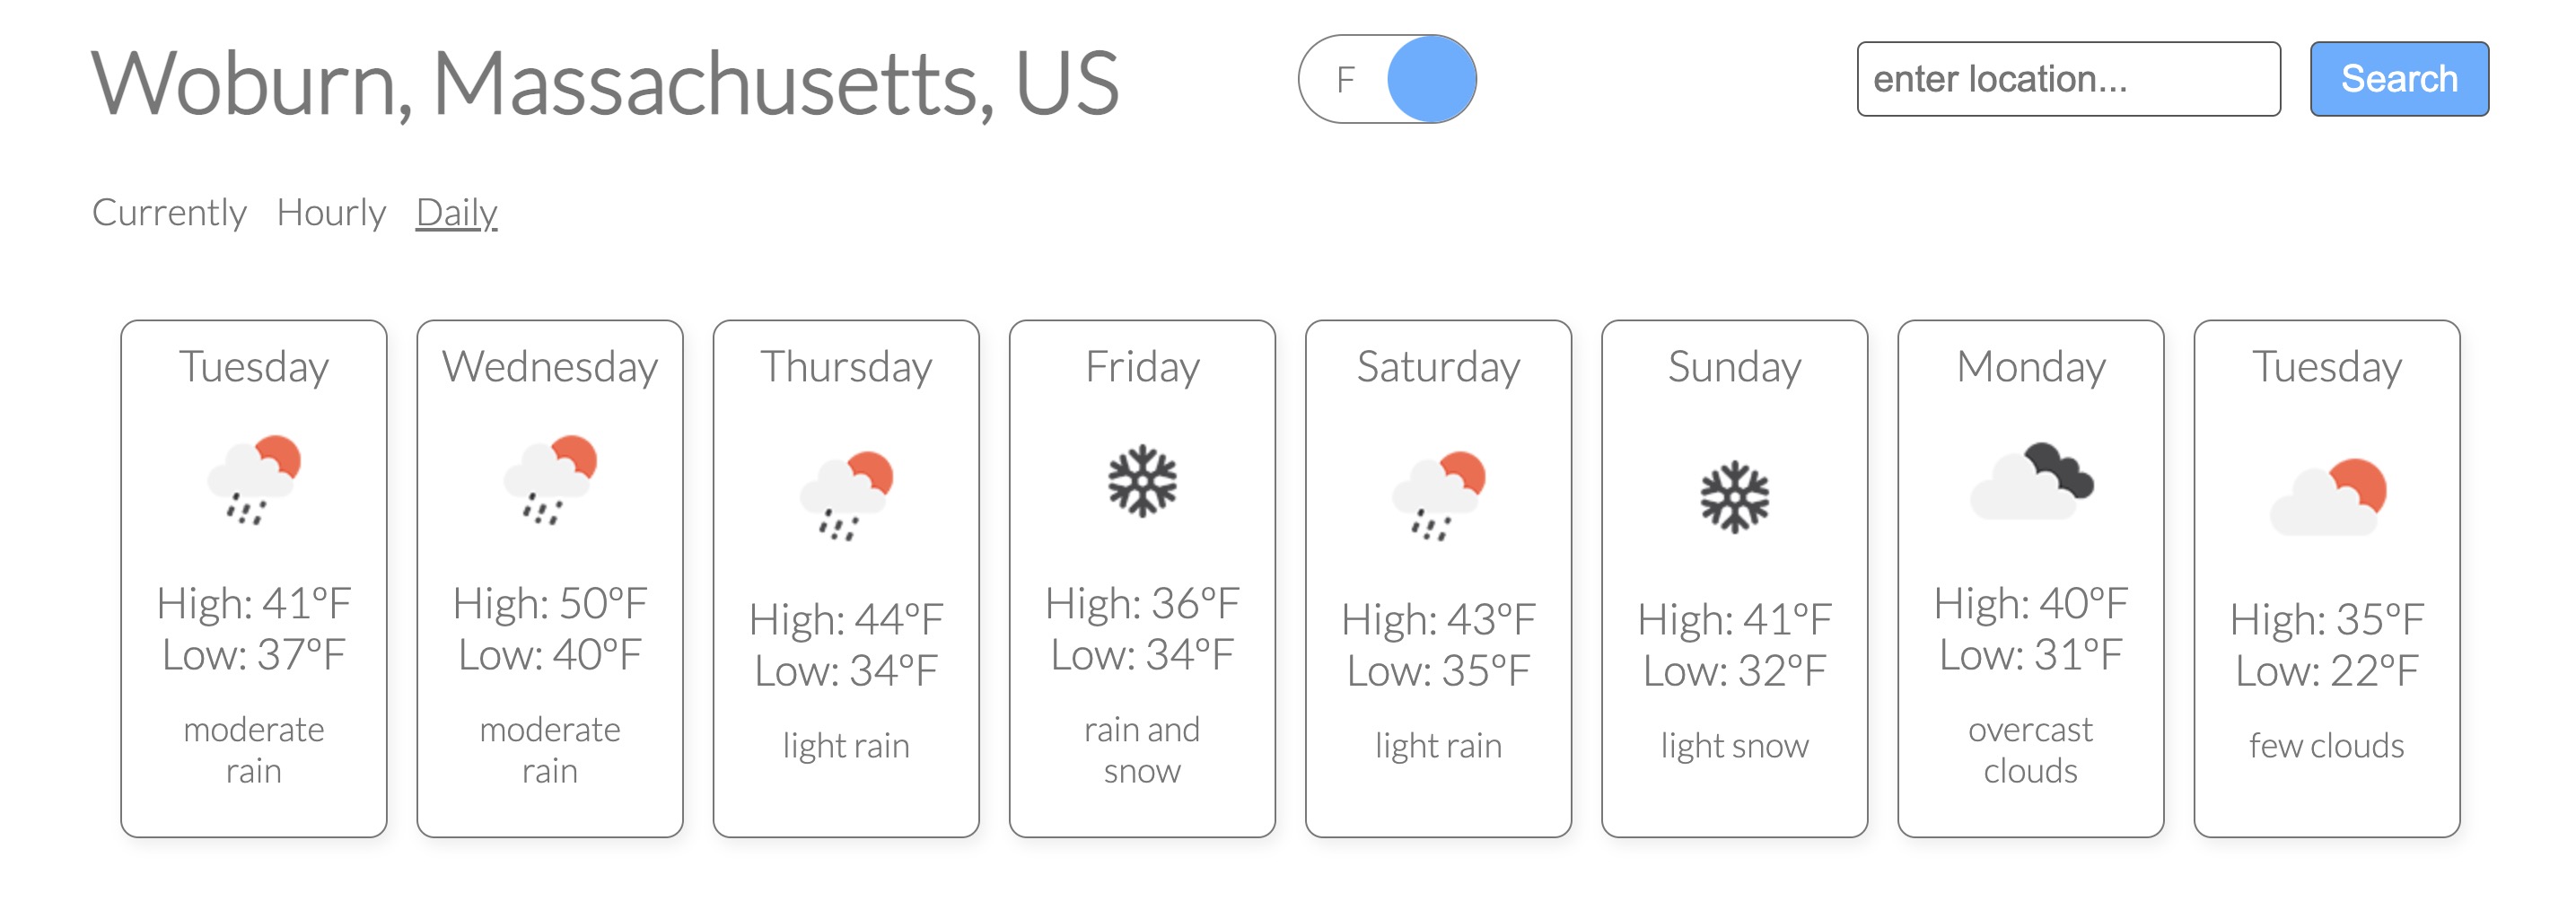 Woburn, Massachusetts, US
F
enter location...
Search
Currently Hourly Daily
Tuesday
High: 41°F
Low: 37°F
moderate
rain
Wednesday
High: 50°F
Low: 40°F
moderate
rain
Thursday
High: 44°F
Low: 34°F
light rain
Friday
High: 36°F
Low: 34°F
rain and
snow
Saturday
High: 43°F
Low: 35°F
light rain
Sunday
High: 41°F
Low: 32°F
light snow
Monday
High: 40°F
Low: 31°F
overcast
clouds
Tuesday
High: 35°F
Low: 22°F
few clouds